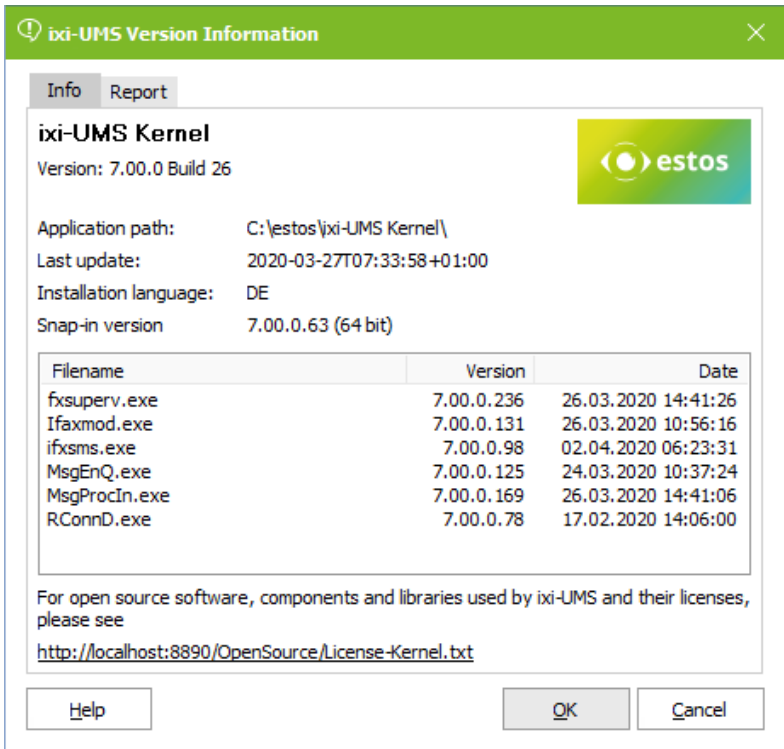 ixi-UMS Version Information
Info Report
ixi-UMS Kernel
estos
Version: 7.00.0 Build 26
Application path: C:\estos\ixi-UMS Kernel\
Last update: 2020-03-27T07:33:58+01:00
Installation language: DE
Snap-in version 7.00.0.63 (64 bit)
Filename Version Date
fxsuperv.exe 7.00.0.236 26.03.2020 14:41:26
Ifaxmod.exe 7.00.0.131 26.03.2020 10:56:16
ifxsms.exe 7.00.0.98 02.04.2020 06:23:31
MsgEnQ.exe 7.00.0.125 24.03.2020 10:37:24
MsgProcIn.exe 7.00.0.169 26.03.2020 14:41:06
RConnD.exe 7.00.0.78 17.02.2020 14:06:00
For open source software, components and libraries used by ixi-UMS and their licenses,
please see
http://localhost:8890/OpenSource/License-Kernel.txt
Help OK Cancel